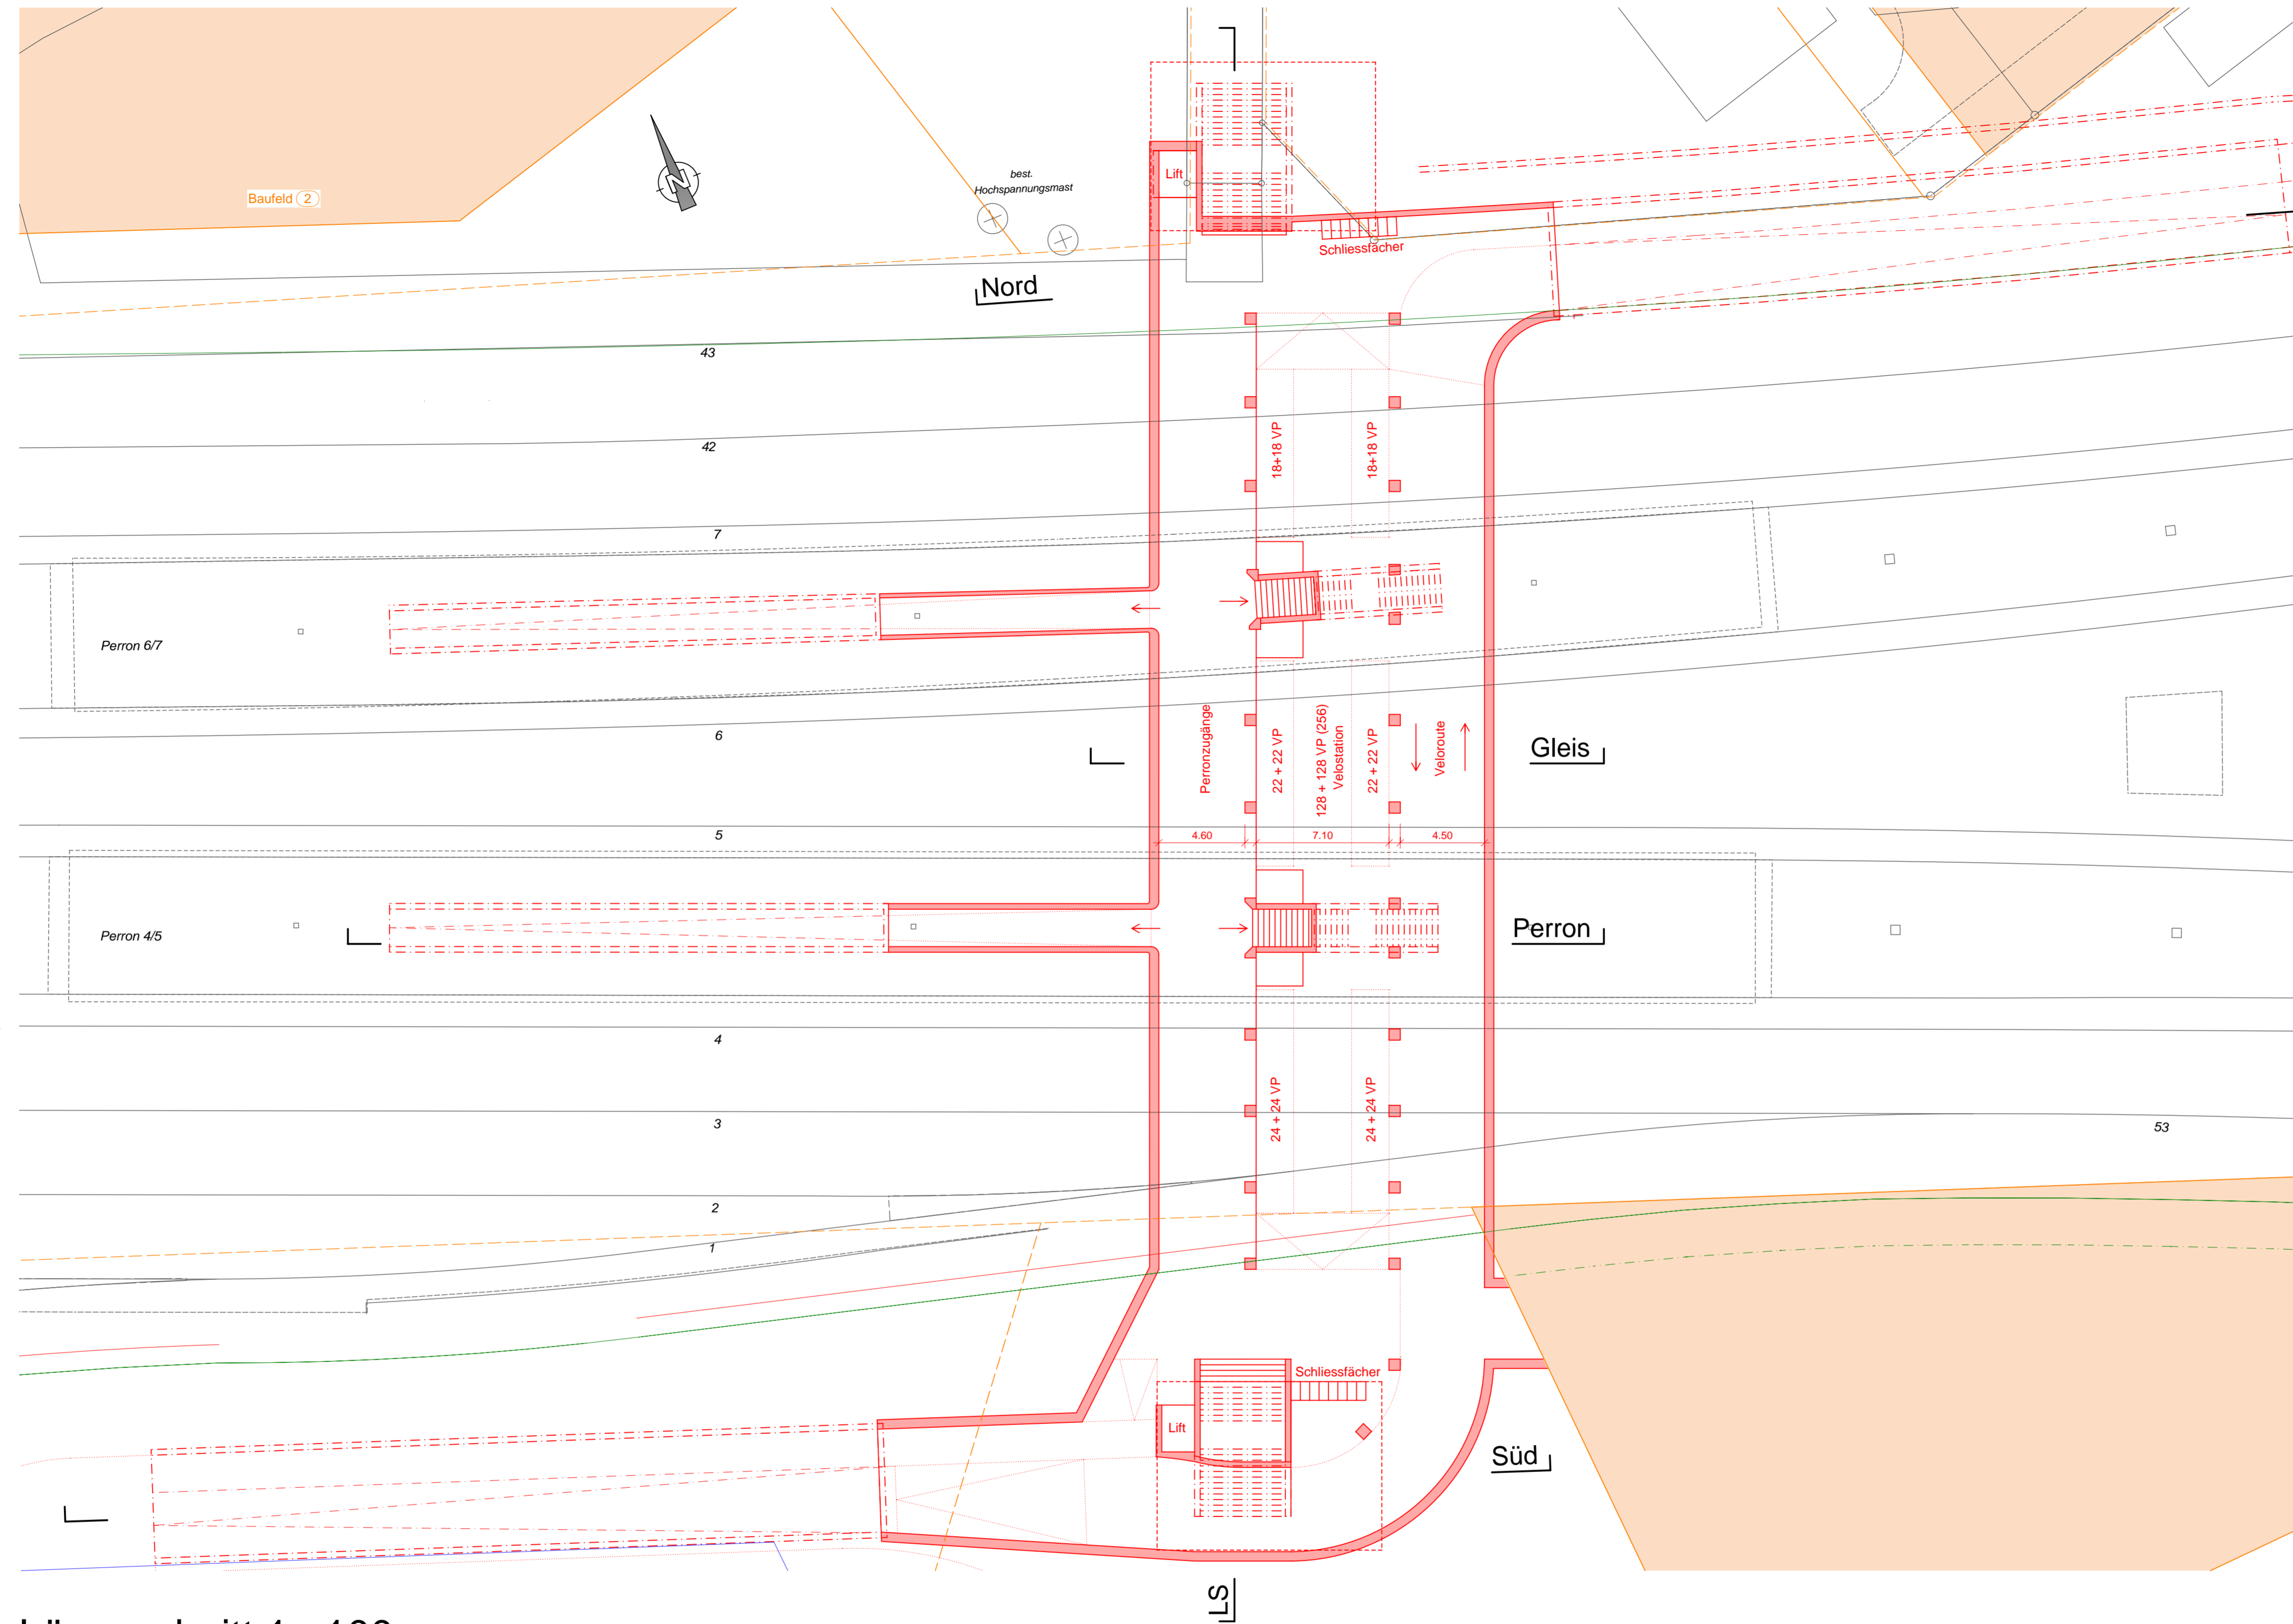 Baufeld 2
best.
Hochspannungsmast
Lift
Schliessfächer
Nord
43
42
18+18 VP
18+18 VP
7
Perron 6/7
6
Perronzugänge
22 + 22 VP
128 + 128 VP (256)
Velostation
22 + 22 VP
Veloroute
Gleis
5
4.60
7.10
4.50
Perron 4/5
Perron
4
3
24 + 24 VP
24 + 24 VP
53
2
1
Schliessfächer
Lift
Süd
LS